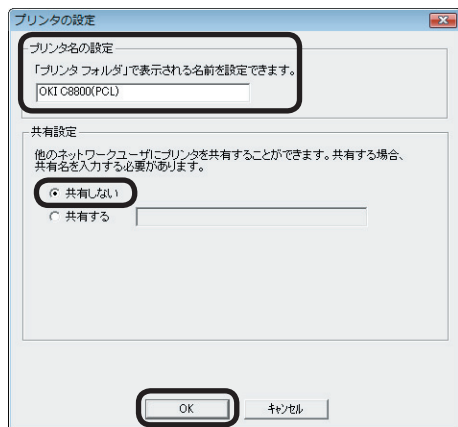 プリンタの設定
プリンタ名の設定
「プリンタ フォルダ」で表示される名前を設定できます。
OKI C8800(PCL)
共有設定
他のネットワークユーザにプリンタを共有することができます。共有する場合、
共有名を入力する必要があります。
共有しない
共有する
OK
キャンセル